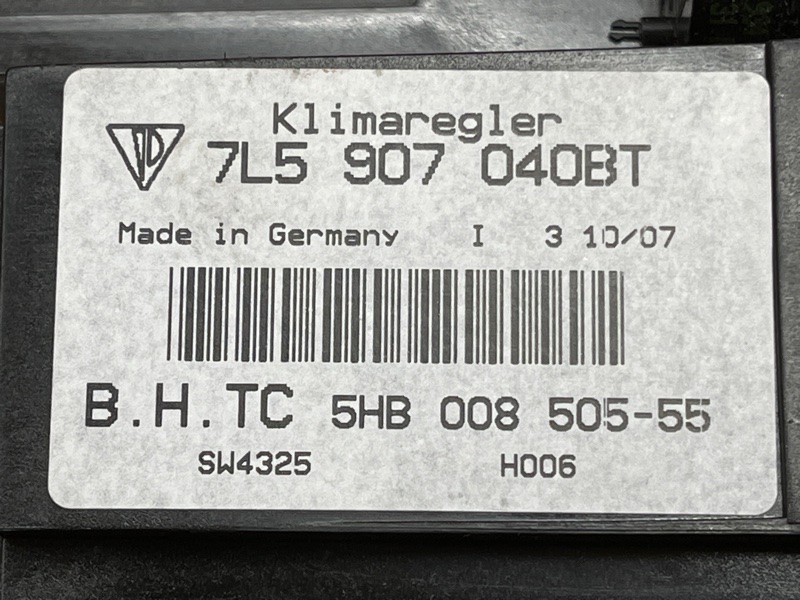 Klimaregler
7L5 907 040BT
Made in Germany I 3 10/07
B.H.TC 5HB 008 505-55
SW4325 H006